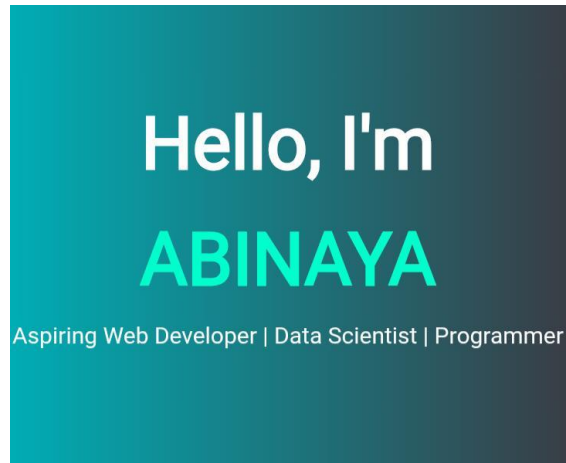 Hello, I'm
ABINAYA
Aspiring Web Developer | Data Scientist | Programmer